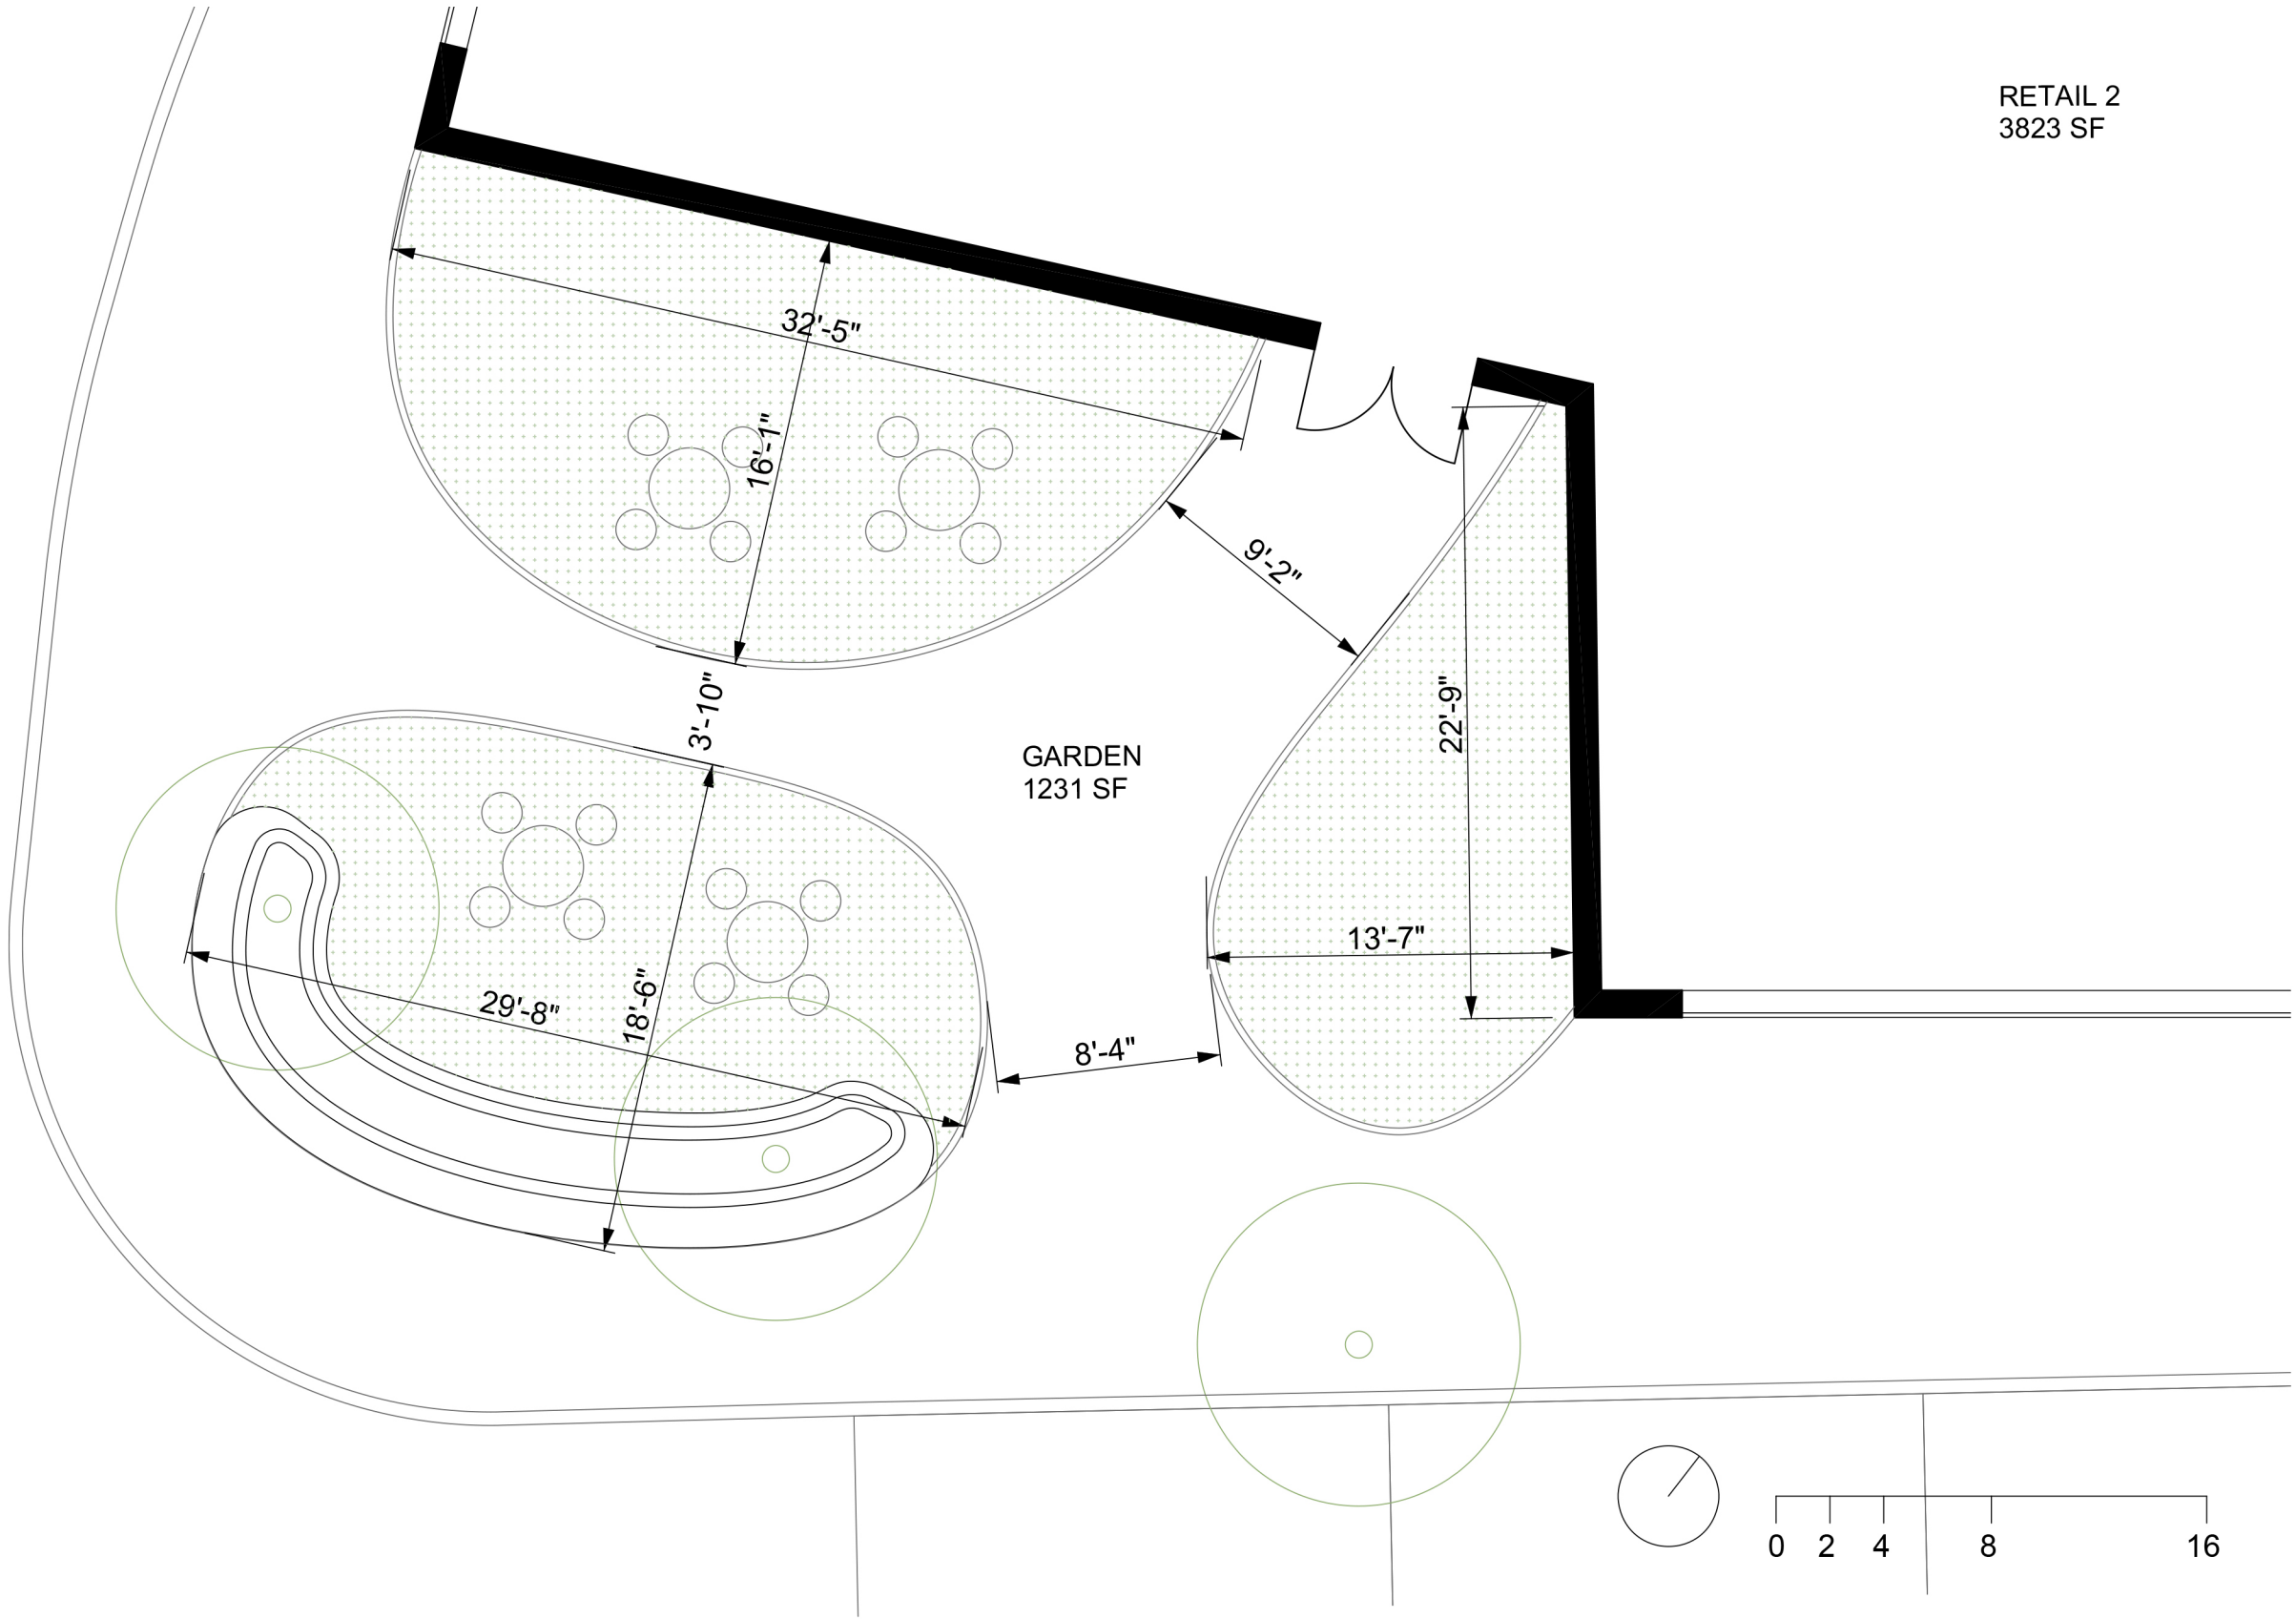 RETAIL 2
3823 SF
32'-5"
16'-1"
9'-2"
3'-10"
22'-9"
GARDEN
1231 SF
13'-7"
29'-8"
18'-6"
8'-4"
0 2 4 8 16